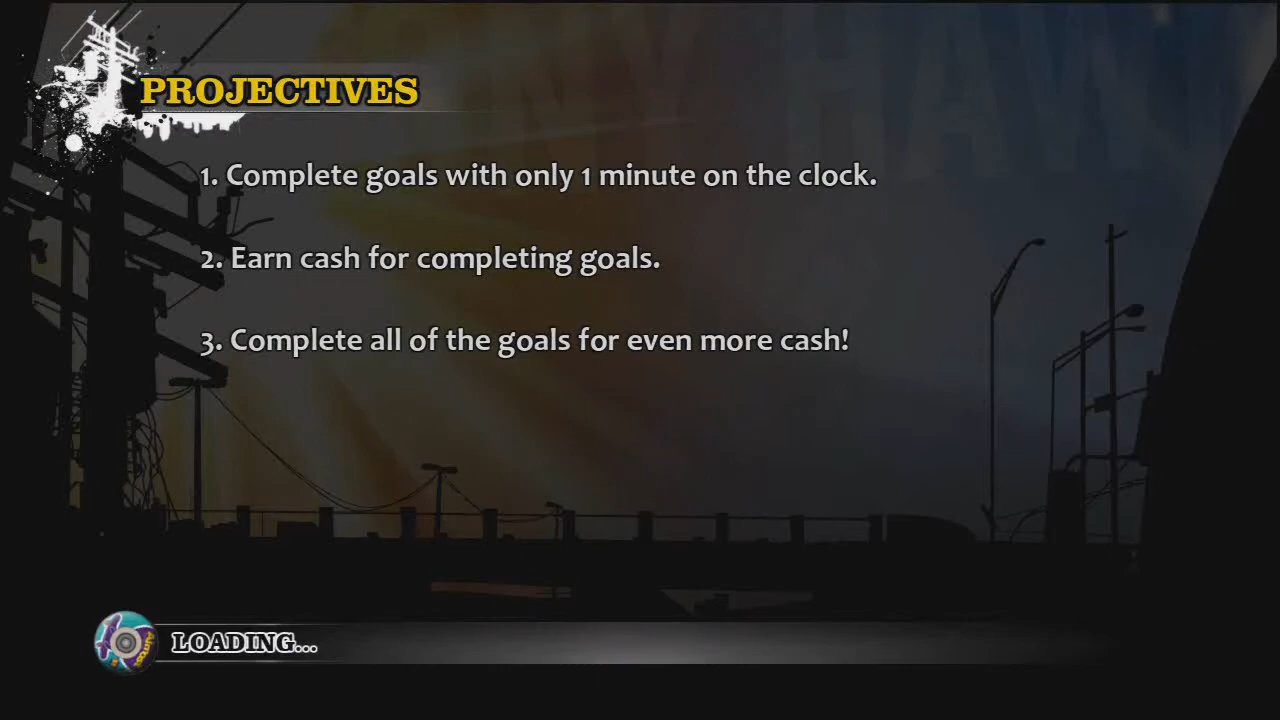 PROJECTIVES
1. Complete goals with only 1 minute on the clock.
2. Earn cash for completing goals.
3. Complete all of the goals for even more cash!
LOADING...